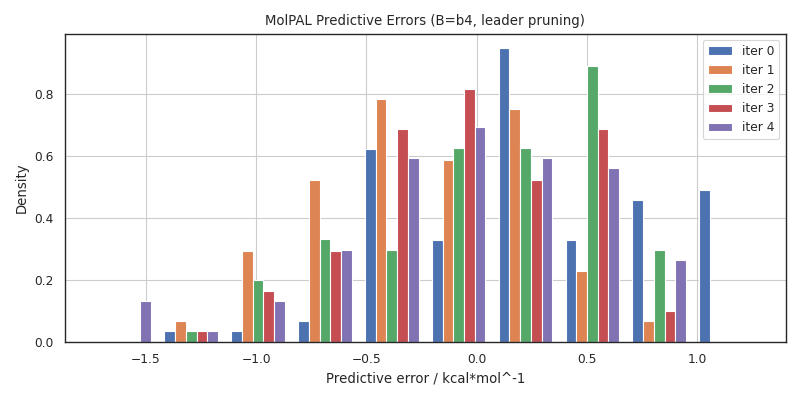 MolPAL Predictive Errors (B=b4, leader pruning)
iter 0
iter 1
iter 2
iter 3
iter 4
Density
0.8
0.6
0.4
0.2
0.0
−1.5 −1.0 −0.5 0.0 0.5 1.0
Predictive error / kcal*mol^-1